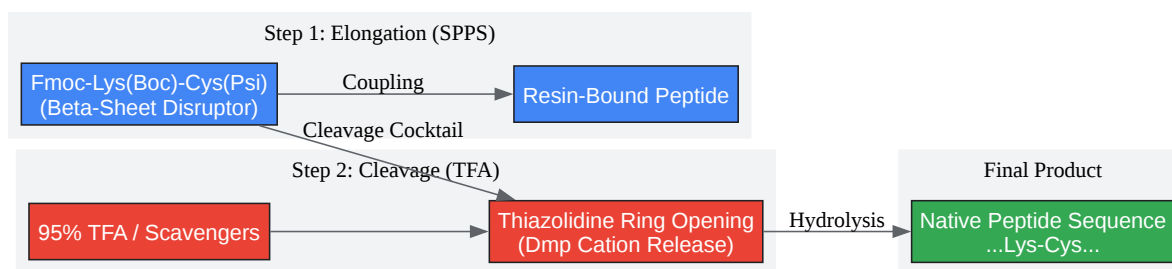 Step 1: Elongation (SPPS)
Fmoc-Lys(Boc)-Cys(Psi)
(Beta-Sheet Disruptor)
Coupling
Resin-Bound Peptide
Cleavage Cocktail
Step 2: Cleavage (TFA)
95% TFA / Scavengers
Thiazolidine Ring Opening
(Dmp Cation Release)
Hydrolysis
Final Product
Native Peptide Sequence
...Lys-Cys...